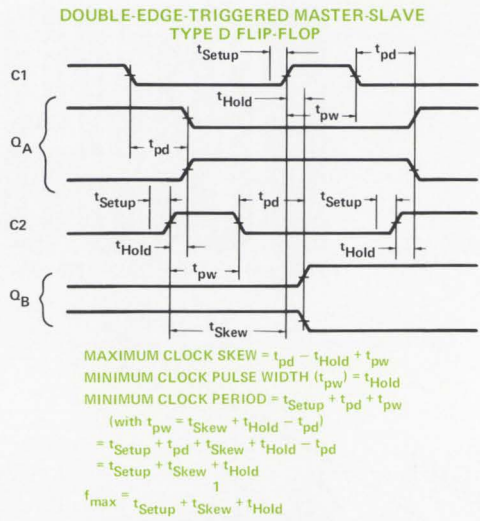 DOUBLE-EDGE-TRIGGERED MASTER-SLAVE
TYPE D FLIP-FLOP
tSetup
tpd
C1
tHold
tpw
QA
tpd
tSetup
tpd
tSetup
C2
tHold
tHold
tpw
QB
tSkew
MAXIMUM CLOCK SKEW = tpd − tHold + tpw
MINIMUM CLOCK PULSE WIDTH (tpw) = tHold
MINIMUM CLOCK PERIOD = tSetup + tpd + tpw
(with tpw = tSkew + tHold − tpd)
= tSetup + tpd + tSkew + tHold − tpd
= tSetup + tSkew + tHold
1
fmax = tSetup + tSkew + tHold